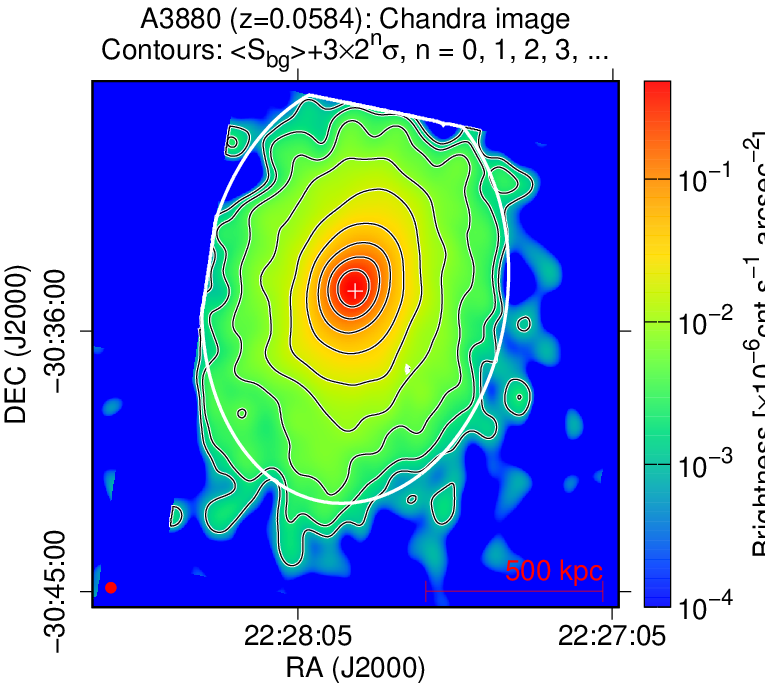 A3880 (z=0.0584): Chandra image
Contours: <S_bg>+3×2^nσ, n = 0, 1, 2, 3, ...
DEC (J2000)
−30:36:00
−30:45:00
500 kpc
22:28:05
22:27:05
RA (J2000)
10^−1
10^−2
10^−3
10^−4
Brightness [×10^−6 cnt s^−1 arcsec^−2]